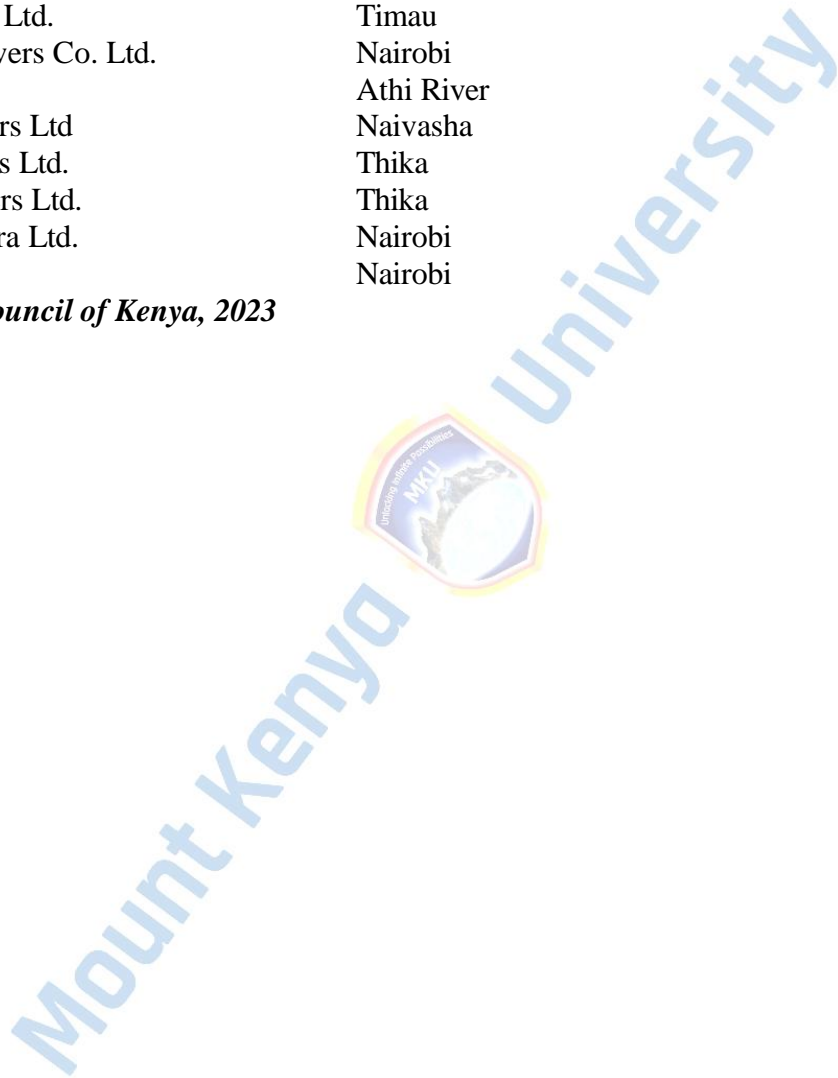 Ltd. Timau
vers Co. Ltd. Nairobi
Athi River
rs Ltd Naivasha
s Ltd. Thika
rs Ltd. Thika
ra Ltd. Nairobi
Nairobi
ouncil of Kenya, 2023
Unlocking Infinite Possibilities
MKU
Mount Kenya University